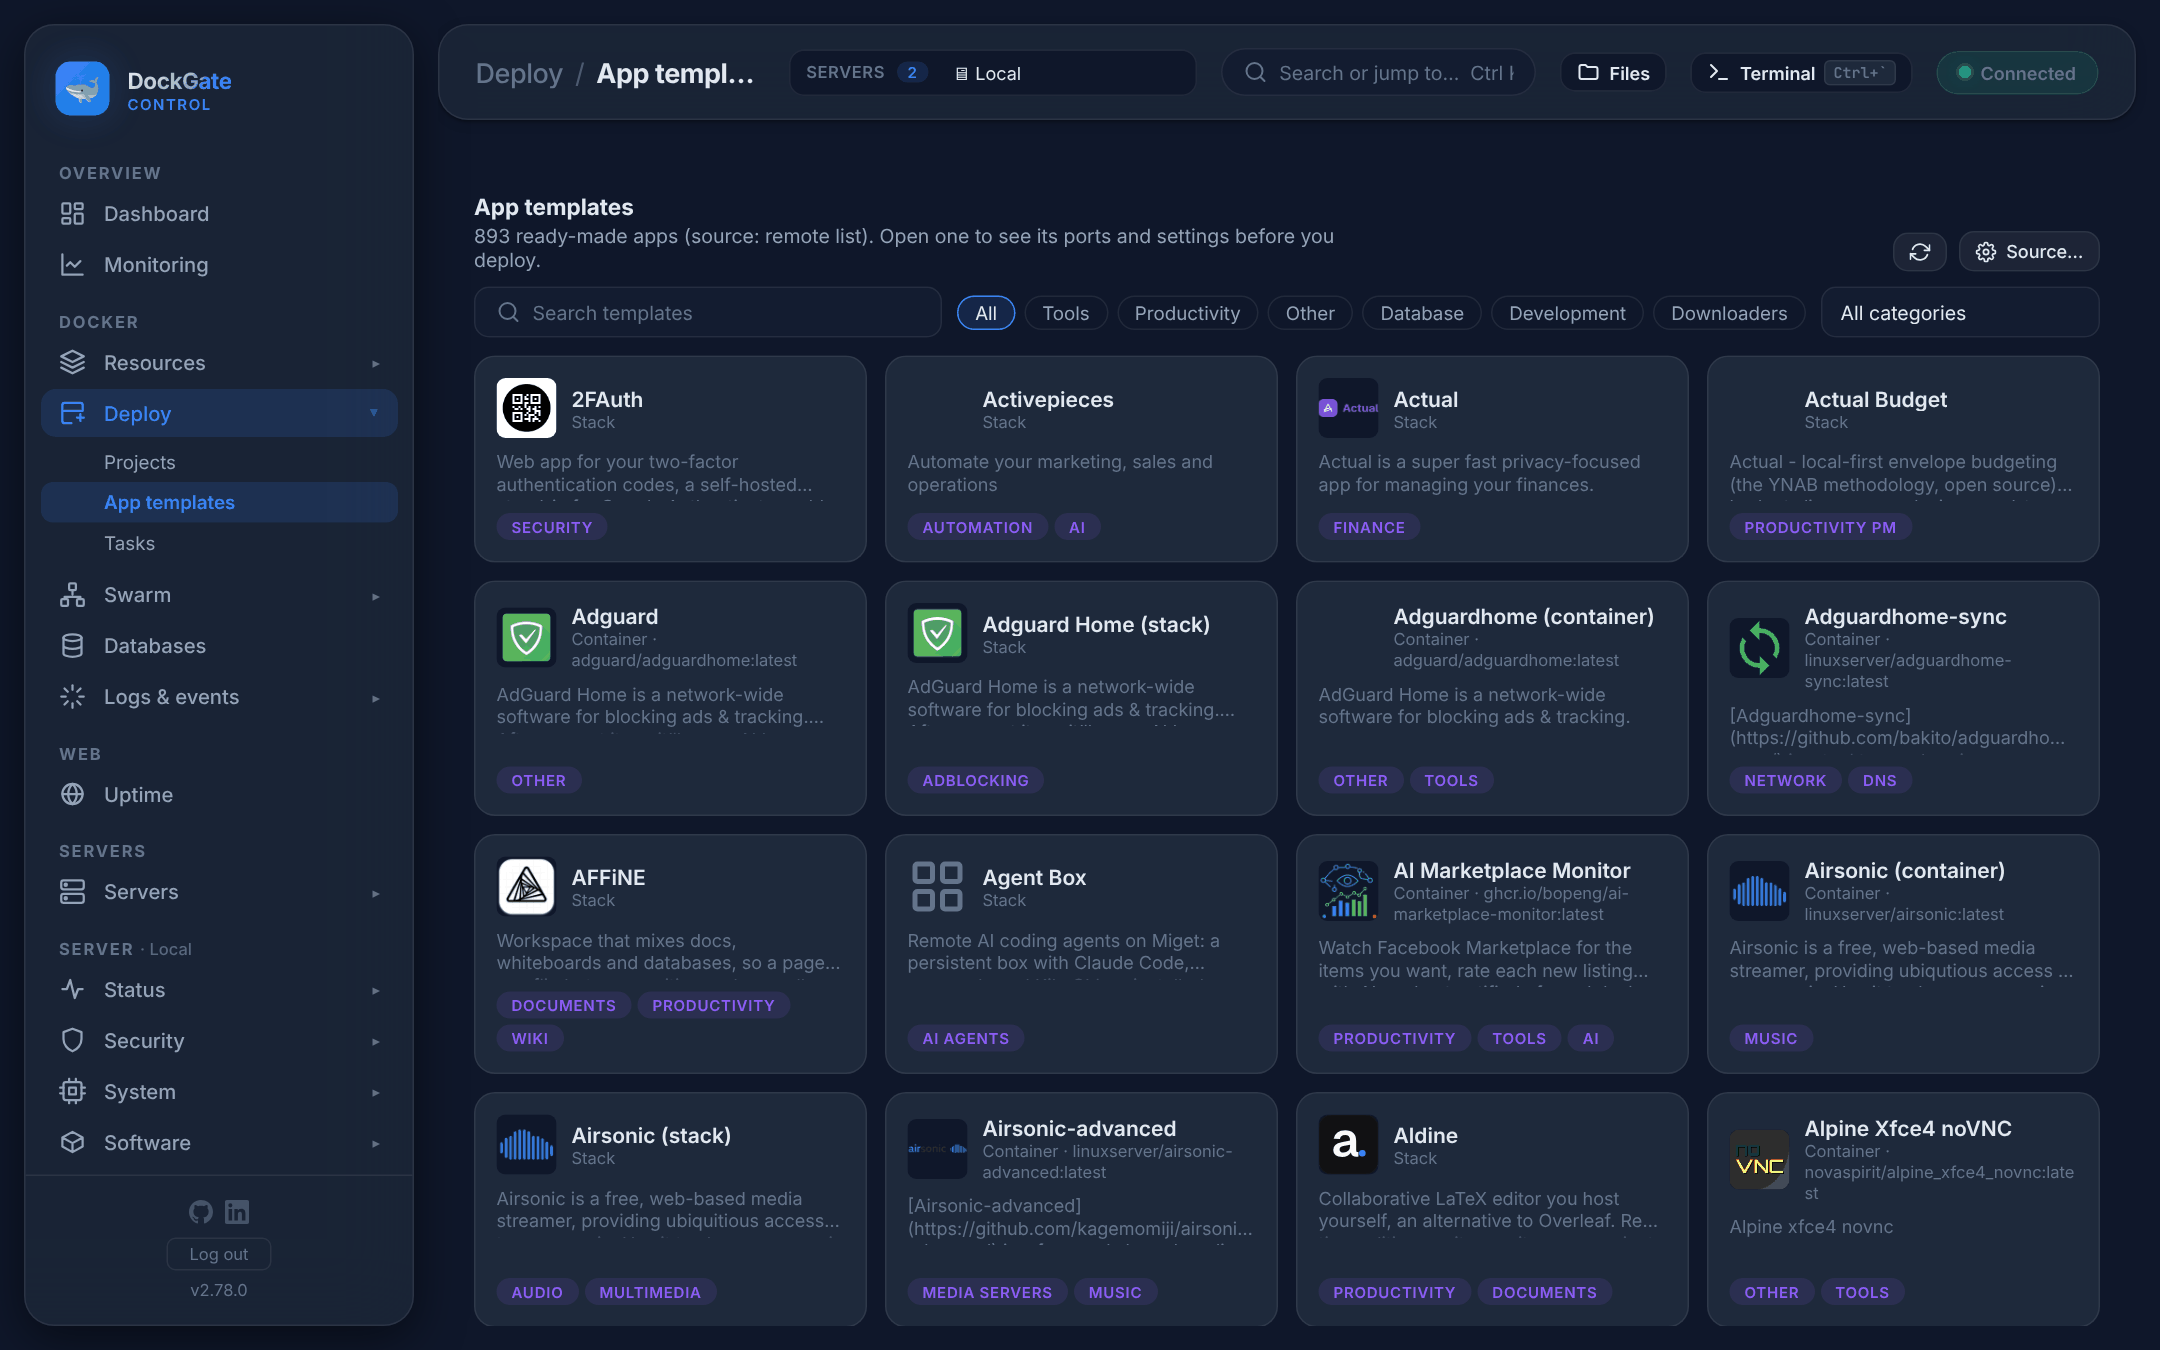 DockGate
CONTROL
OVERVIEW
Dashboard
Monitoring
DOCKER
Resources
Deploy
Projects
App templates
Tasks
Swarm
Databases
Logs & events
WEB
Uptime
SERVERS
Servers
SERVER · Local
Status
Security
System
Software
Log out
v2.78.0
Deploy / App templ...
SERVERS 2 Local
Search or jump to... Ctrl
Files
Terminal Ctrl+`
Connected
App templates
893 ready-made apps (source: remote list). Open one to see its ports and settings before you
deploy.
Source...
Search templates
All
Tools
Productivity
Other
Database
Development
Downloaders
All categories
2FAuth
Stack
Web app for your two-factor
authentication codes, a self-hosted...
SECURITY
Activepieces
Stack
Automate your marketing, sales and
operations
AUTOMATION AI
Actual
Actual
Stack
Actual is a super fast privacy-focused
app for managing your finances.
FINANCE
Actual Budget
Stack
Actual - local-first envelope budgeting
(the YNAB methodology, open source)...
PRODUCTIVITY PM
Adguard
Container ·
adguard/adguardhome:latest
AdGuard Home is a network-wide
software for blocking ads & tracking....
OTHER
Adguard Home (stack)
Stack
AdGuard Home is a network-wide
software for blocking ads & tracking....
ADBLOCKING
Adguardhome (container)
Container ·
adguard/adguardhome:latest
AdGuard Home is a network-wide
software for blocking ads & tracking.
OTHER TOOLS
Adguardhome-sync
Container ·
linuxserver/adguardhome-
sync:latest
[Adguardhome-sync]
(https://github.com/bakito/adguardho...
NETWORK DNS
AFFiNE
Stack
Workspace that mixes docs,
whiteboards and databases, so a page...
DOCUMENTS PRODUCTIVITY
WIKI
Agent Box
Stack
Remote AI coding agents on Miget: a
persistent box with Claude Code,...
AI AGENTS
AI Marketplace Monitor
Container · ghcr.io/bopeng/ai-
marketplace-monitor:latest
Watch Facebook Marketplace for the
items you want, rate each new listing...
PRODUCTIVITY TOOLS AI
Airsonic (container)
Container ·
linuxserver/airsonic:latest
Airsonic is a free, web-based media
streamer, providing ubiqutious access ...
MUSIC
Airsonic (stack)
Stack
Airsonic is a free, web-based media
streamer, providing ubiquitious access...
AUDIO MULTIMEDIA
airsonic
Airsonic-advanced
Container · linuxserver/airsonic-
advanced:latest
[Airsonic-advanced]
(https://github.com/kagemomiji/airsoni...
MEDIA SERVERS MUSIC
a.
Aldine
Stack
Collaborative LaTeX editor you host
yourself, an alternative to Overleaf. Re...
PRODUCTIVITY DOCUMENTS
no
VNC
Alpine Xfce4 noVNC
Container ·
novaspirit/alpine_xfce4_novnc:late
st
Alpine xfce4 novnc
OTHER TOOLS